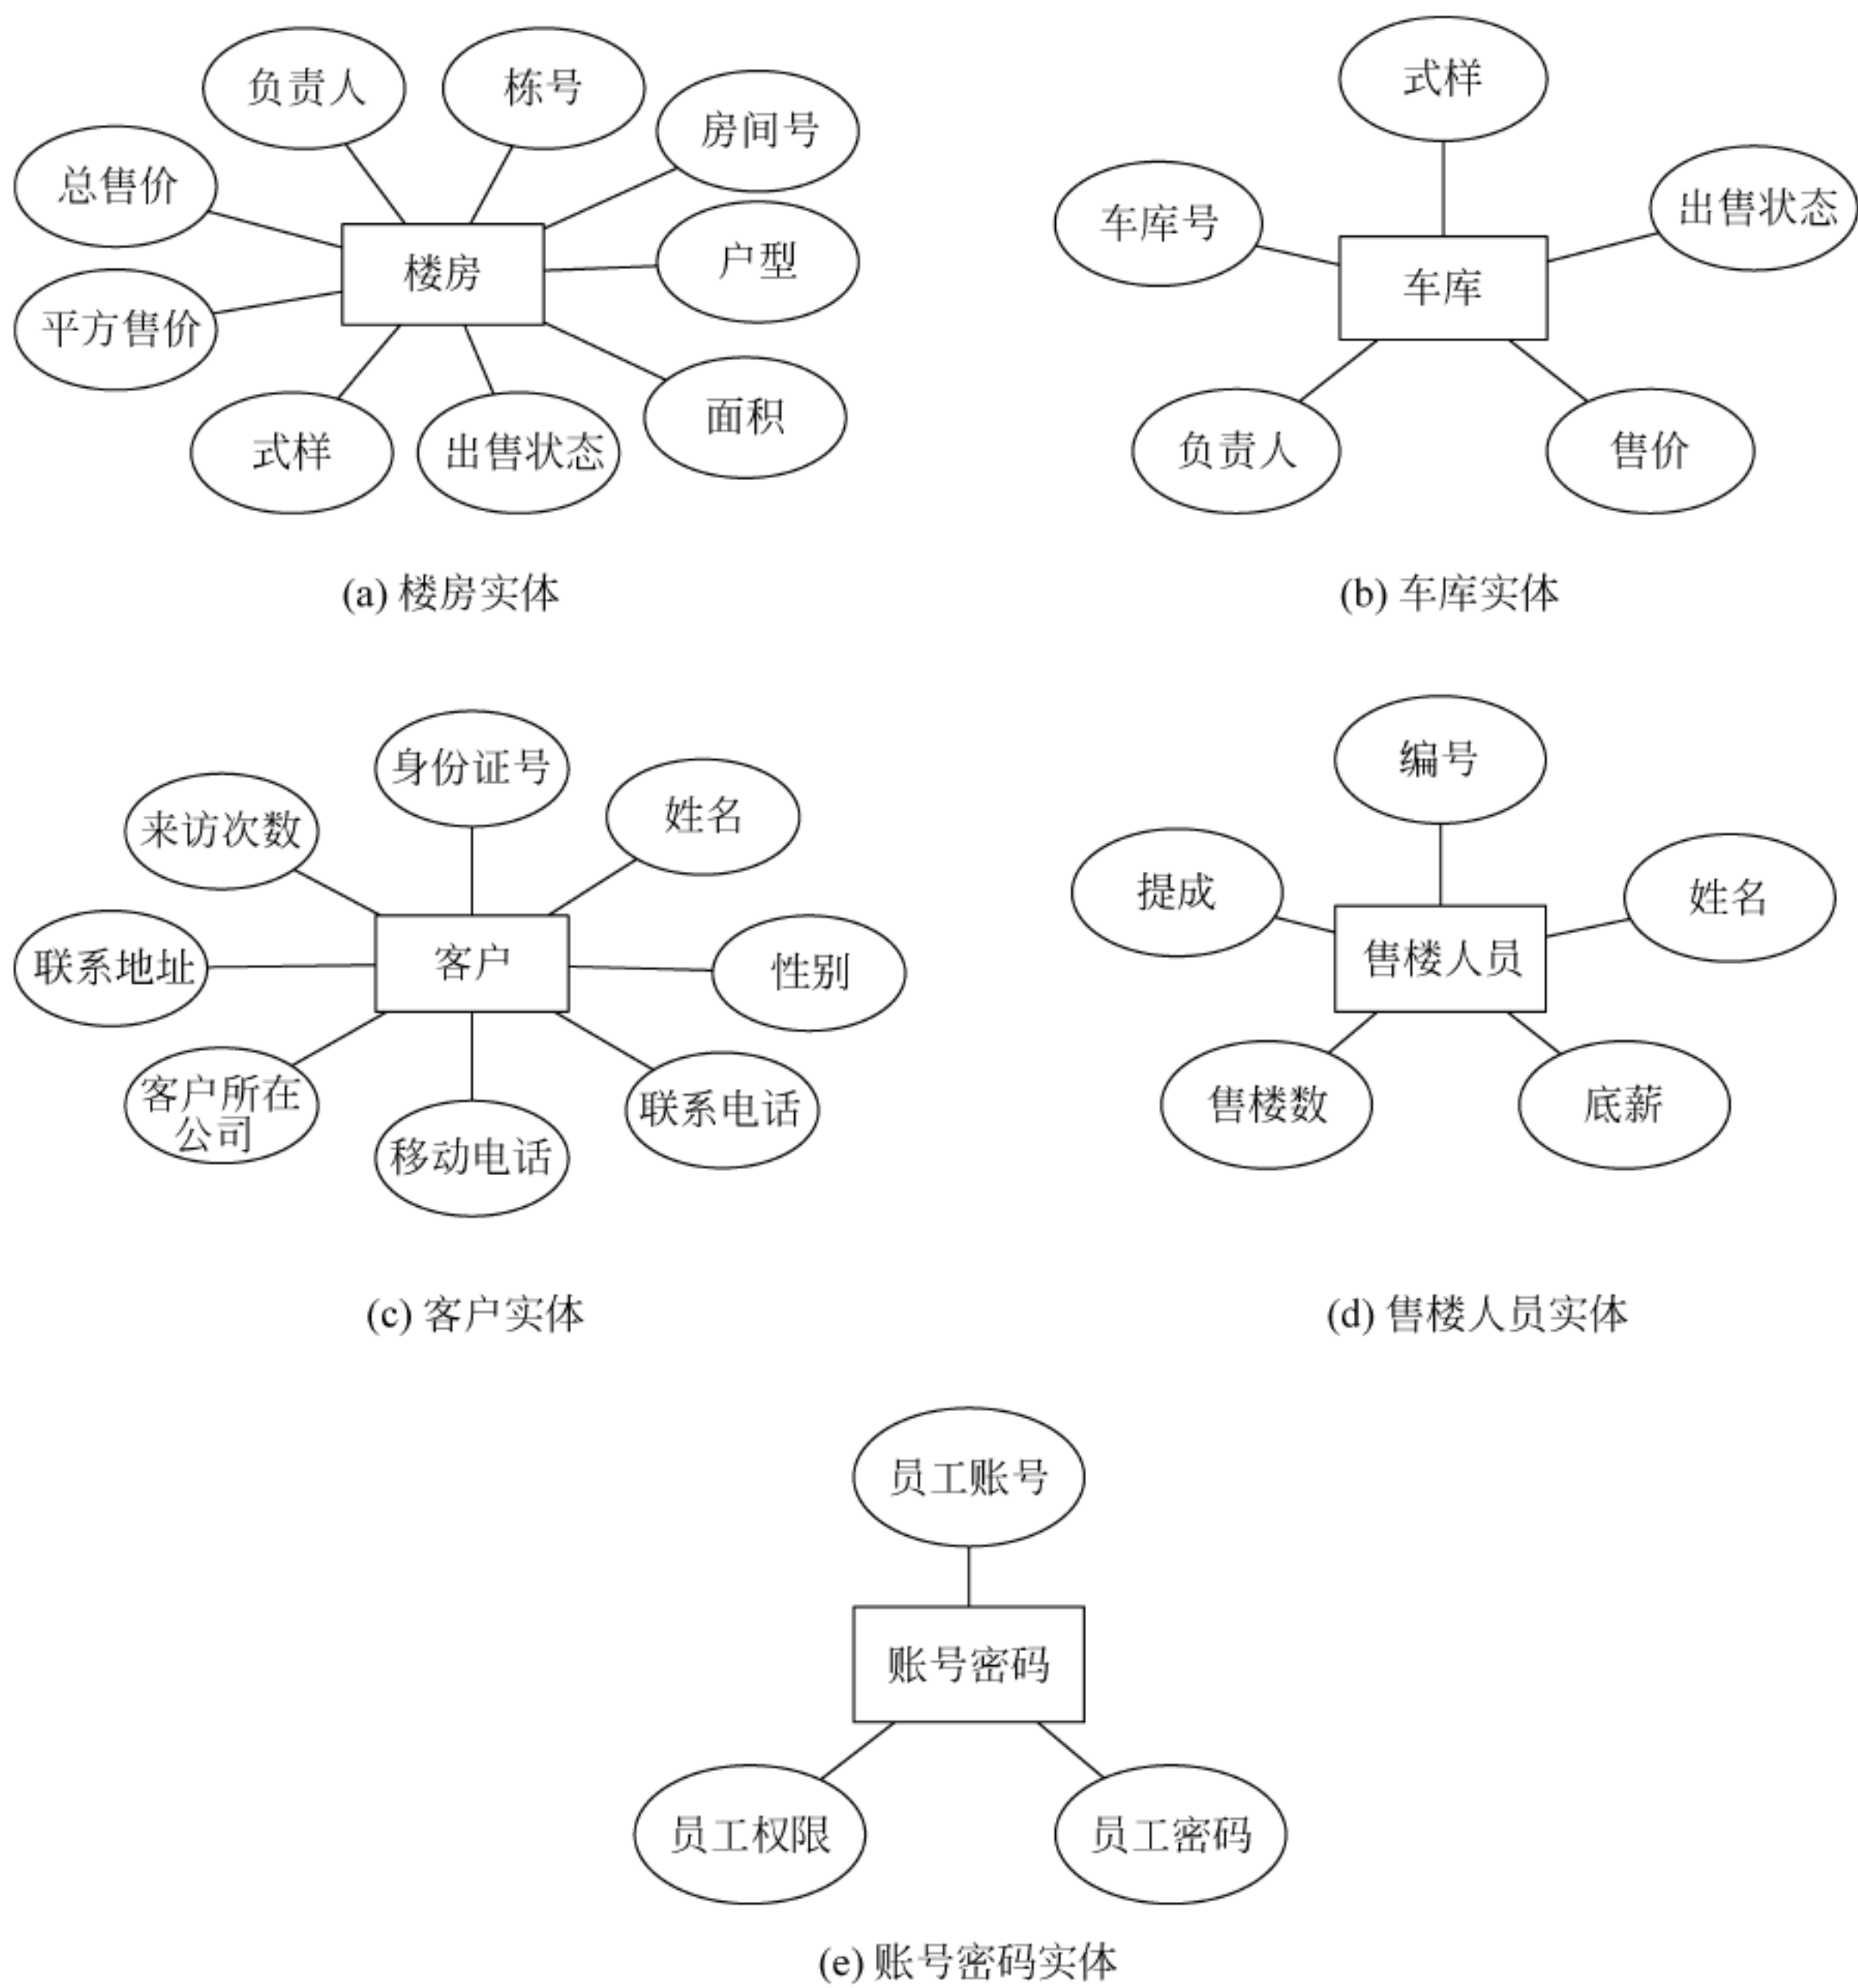 负责人
栋号
房间号
总售价
户型
楼房
平方售价
面积
式样
出售状态
(a) 楼房实体
式样
车库号
出售状态
车库
负责人
售价
(b) 车库实体
身份证号
来访次数
姓名
联系地址
客户
性别
客户所在
公司
移动电话
联系电话
(c) 客户实体
编号
提成
姓名
售楼人员
售楼数
底薪
(d) 售楼人员实体
员工账号
账号密码
员工权限
员工密码
(e) 账号密码实体